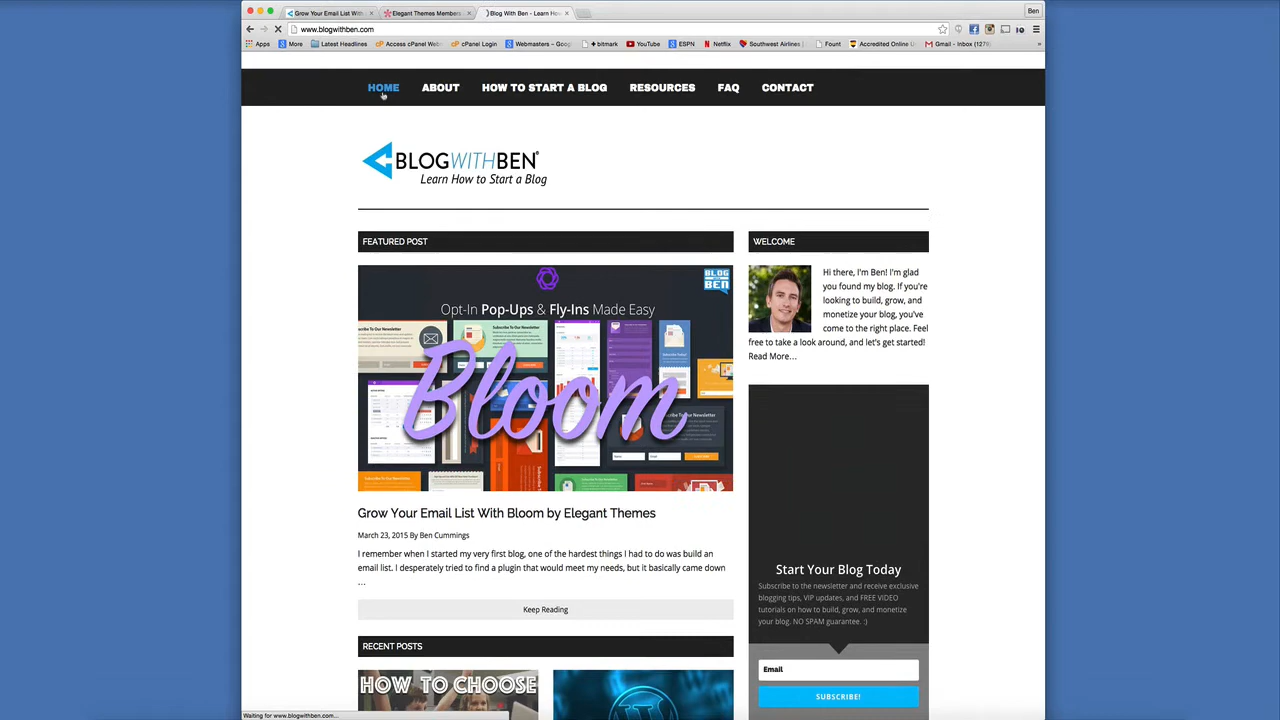 Grow Your Email List With
Elegant Themes Members
Blog With Ben - Learn How
Ben
www.blogwithben.com
Apps
More
Latest Headlines
Access cPanel Web
cPanel Login
Webmasters – Goo
+ bitmark
YouTube
ESPN
Netflix
Southwest Airlines
Fount
Accredited Online U
Gmail - Inbox (1279)
»
HOME ABOUT HOW TO START A BLOG RESOURCES FAQ CONTACT
BLOGWITHBEN®
Learn How to Start a Blog
FEATURED POST
BLOG
WITH
BEN
Opt-In Pop-Ups & Fly-Ins Made Easy
Bloom
Grow Your Email List With Bloom by Elegant Themes
March 23, 2015 By Ben Cummings
I remember when I started my very first blog, one of the hardest things I had to do was build an
email list. I desperately tried to find a plugin that would meet my needs, but it basically came down
…
Keep Reading
RECENT POSTS
HOW TO CHOOSE
WELCOME
Hi there, I'm Ben! I'm glad
you found my blog. If you're
looking to build, grow, and
monetize your blog, you've
come to the right place. Feel
free to take a look around, and let's get started!
Read More…
Start Your Blog Today
Subscribe to the newsletter and receive exclusive
blogging tips, VIP updates, and FREE VIDEO
tutorials on how to build, grow, and monetize
your blog. NO SPAM guarantee. :)
Email
SUBSCRIBE!
Waiting for www.blogwithben.com...